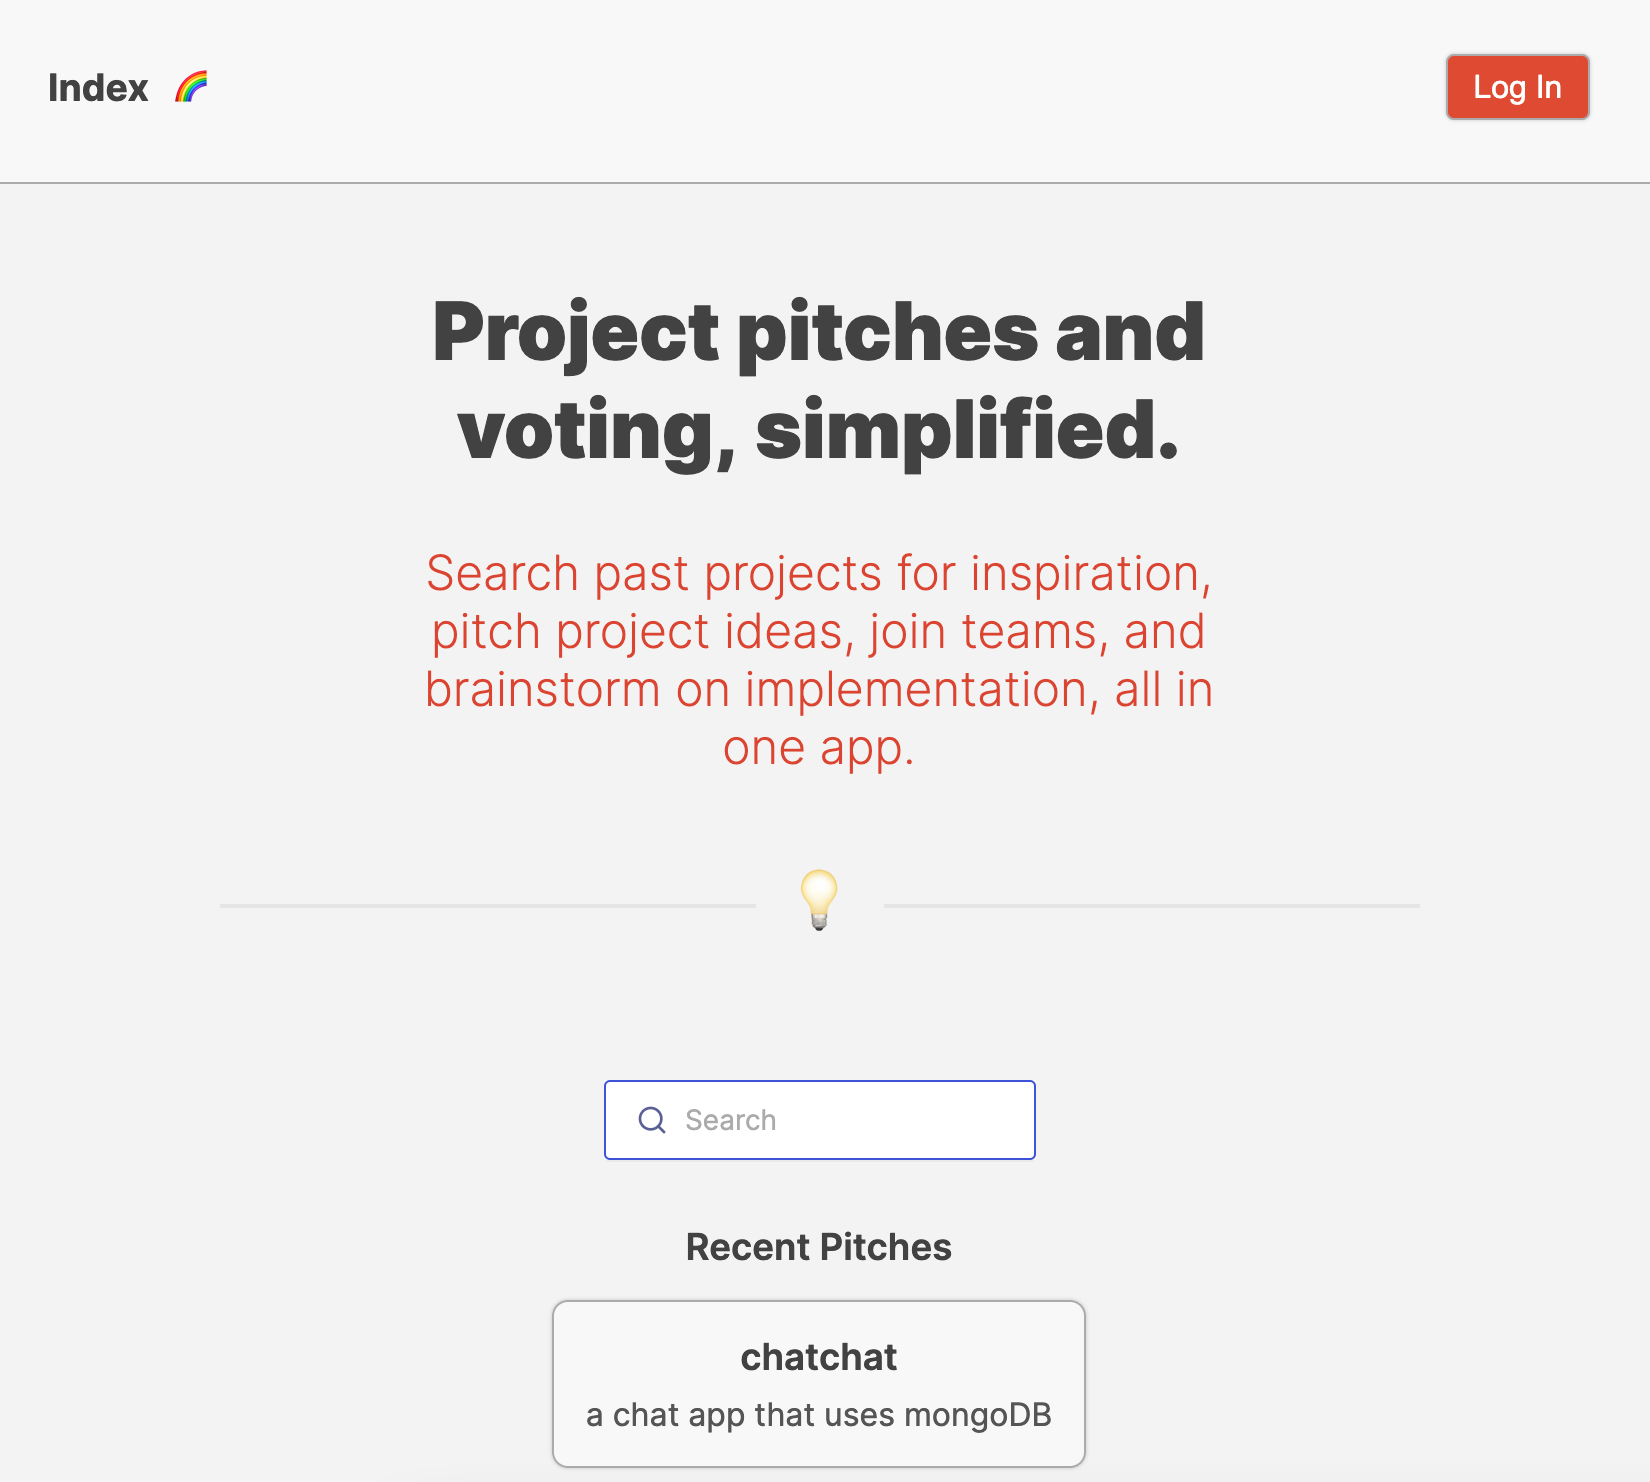 Index
Log In
Project pitches and
voting, simplified.
Search past projects for inspiration,
pitch project ideas, join teams, and
brainstorm on implementation, all in
one app.
Search
Recent Pitches
chatchat
a chat app that uses mongoDB